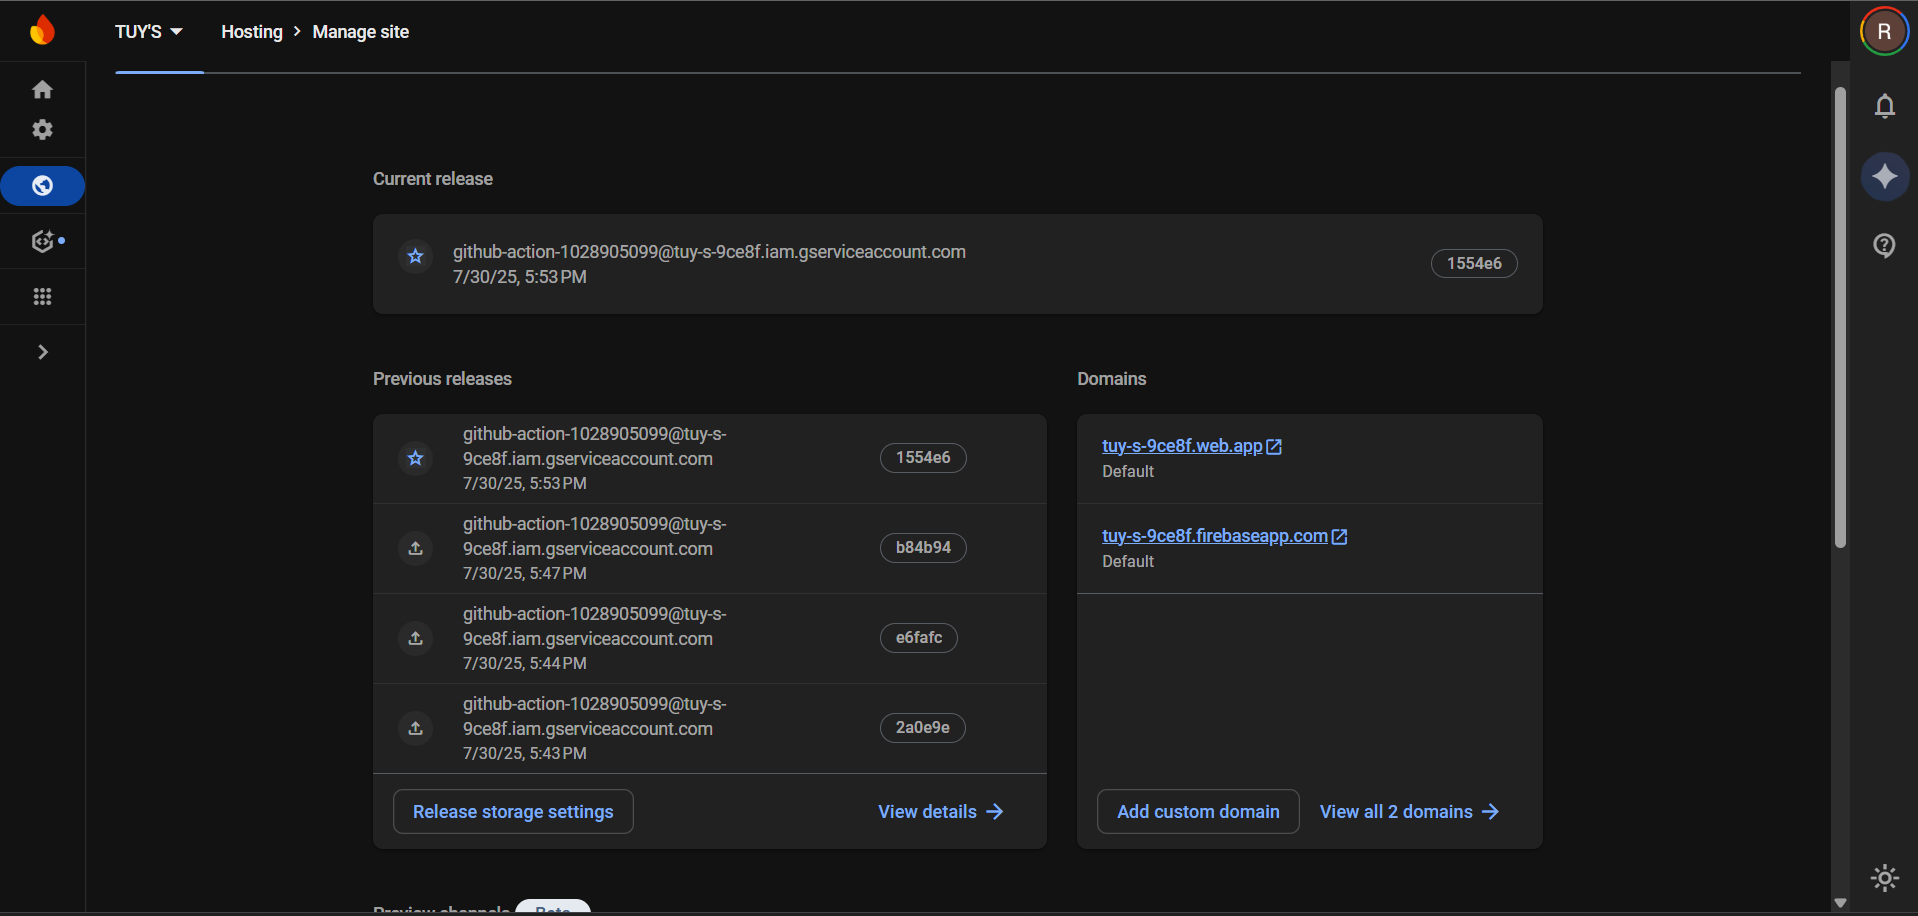 TUY'S
Hosting > Manage site
R
Current release
github-action-1028905099@tuy-s-9ce8f.iam.gserviceaccount.com
7/30/25, 5:53 PM
1554e6
Previous releases
github-action-1028905099@tuy-s-
9ce8f.iam.gserviceaccount.com
7/30/25, 5:53 PM
1554e6
github-action-1028905099@tuy-s-
9ce8f.iam.gserviceaccount.com
7/30/25, 5:47 PM
b84b94
github-action-1028905099@tuy-s-
9ce8f.iam.gserviceaccount.com
7/30/25, 5:44 PM
e6fafc
github-action-1028905099@tuy-s-
9ce8f.iam.gserviceaccount.com
7/30/25, 5:43 PM
2a0e9e
Release storage settings
View details
Domains
tuy-s-9ce8f.web.app
Default
tuy-s-9ce8f.firebaseapp.com
Default
Add custom domain
View all 2 domains
Preview channels
Beta